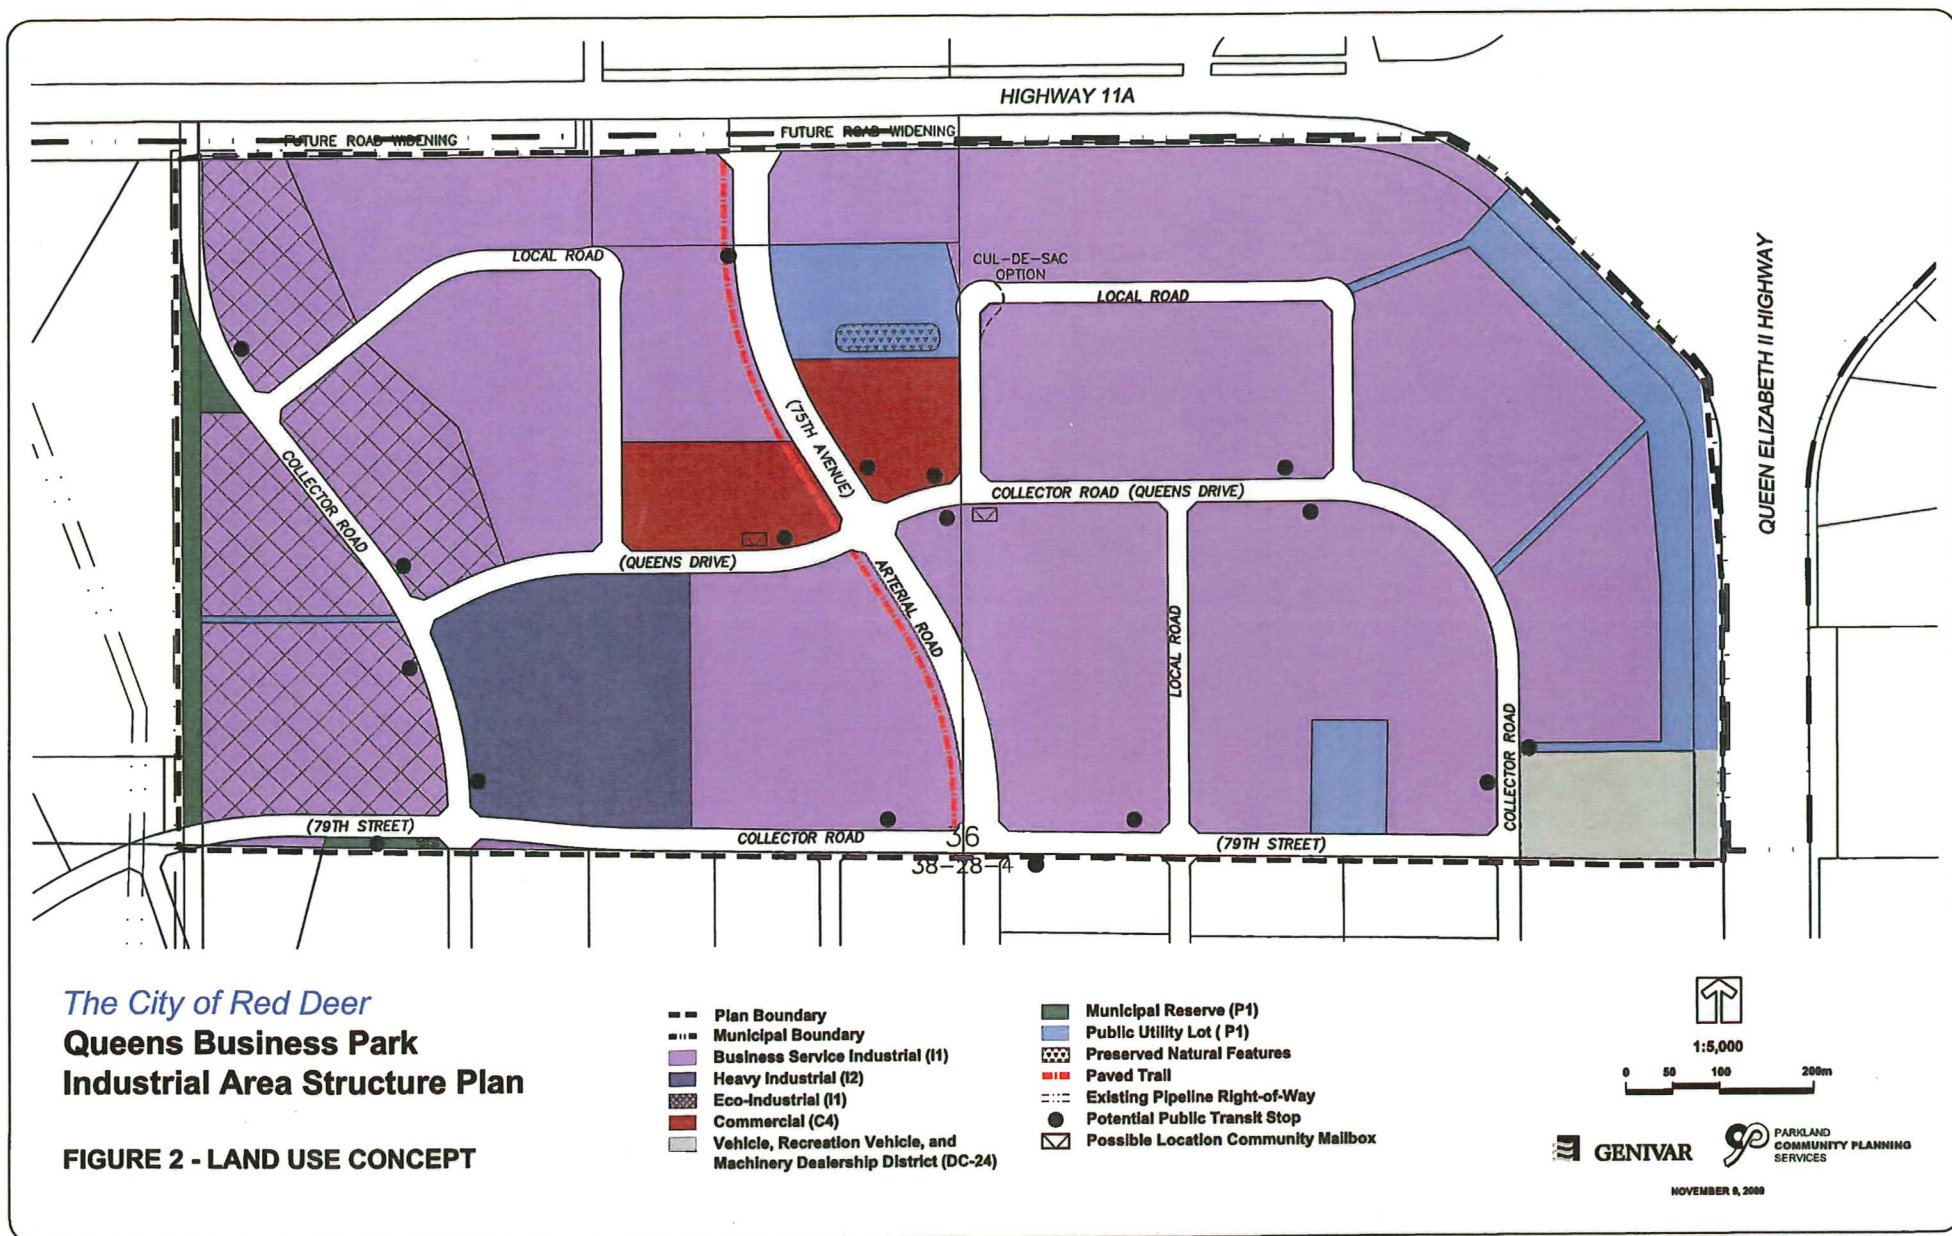 HIGHWAY 11A
FUTURE ROAD WIDENING
FUTURE ROAD WIDENING
LOCAL ROAD
CUL-DE-SAC
OPTION
LOCAL ROAD
QUEEN ELIZABETH II HIGHWAY
(75TH AVENUE)
COLLECTOR ROAD
COLLECTOR ROAD (QUEENS DRIVE)
(QUEENS DRIVE)
ARTERIAL ROAD
LOCAL ROAD
COLLECTOR ROAD
(79TH STREET)
COLLECTOR ROAD
36
38-28-4
(79TH STREET)
The City of Red Deer
Queens Business Park
Industrial Area Structure Plan
FIGURE 2 - LAND USE CONCEPT
Plan Boundary
Municipal Boundary
Business Service Industrial (I1)
Heavy Industrial (I2)
Eco-Industrial (I1)
Commercial (C4)
Vehicle, Recreation Vehicle, and
Machinery Dealership District (DC-24)
Municipal Reserve (P1)
Public Utility Lot ( P1)
Preserved Natural Features
Paved Trail
Existing Pipeline Right-of-Way
Potential Public Transit Stop
Possible Location Community Mailbox
1:5,000
0 50 100 200m
GENIVAR
PARKLAND
COMMUNITY PLANNING
SERVICES
NOVEMBER 9, 2009